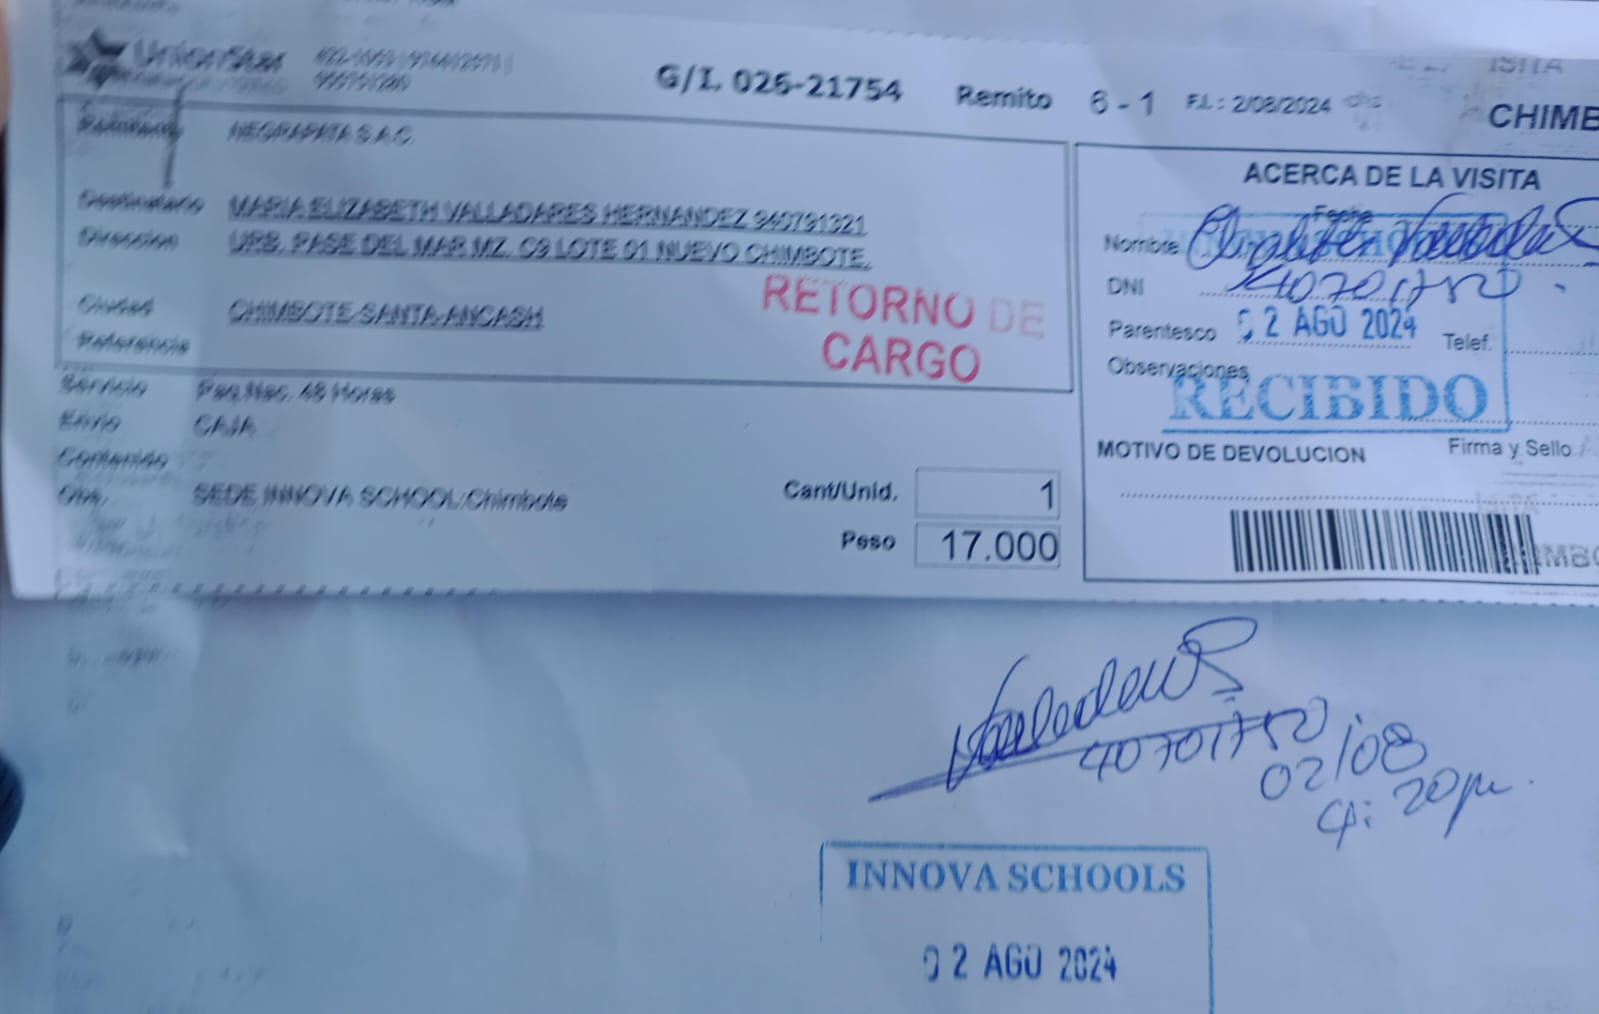 UnionStar
G/I. 026-21754 Remito 6 - 1 F.I.: 2/08/2024
CHIMB
NEGRAPATA S.A.C.
Destinatario MARIA ELIZABETH VALLADARES HERNANDEZ 940791321
Direccion URB. PASE DEL MAR MZ. C9 LOTE 01 NUEVO CHIMBOTE.
Ciudad CHIMBOTE-SANTA-ANCASH
Referencia
RETORNO DE
CARGO
Servicio Paq.Nac. 48 Horas
Envio CAJA
Contenido
Obs. SEDE INNOVA SCHOOL/Chimbote
Cant/Unid. 1
Peso 17.000
ACERCA DE LA VISITA
Fecha
Nombre
DNI 40701750
Parentesco 02 AGO 2024 Telef.
Observaciones
RECIBIDO
MOTIVO DE DEVOLUCION Firma y Sello
40701750
02/08
4:20pm.
INNOVA SCHOOLS
02 AGO 2024